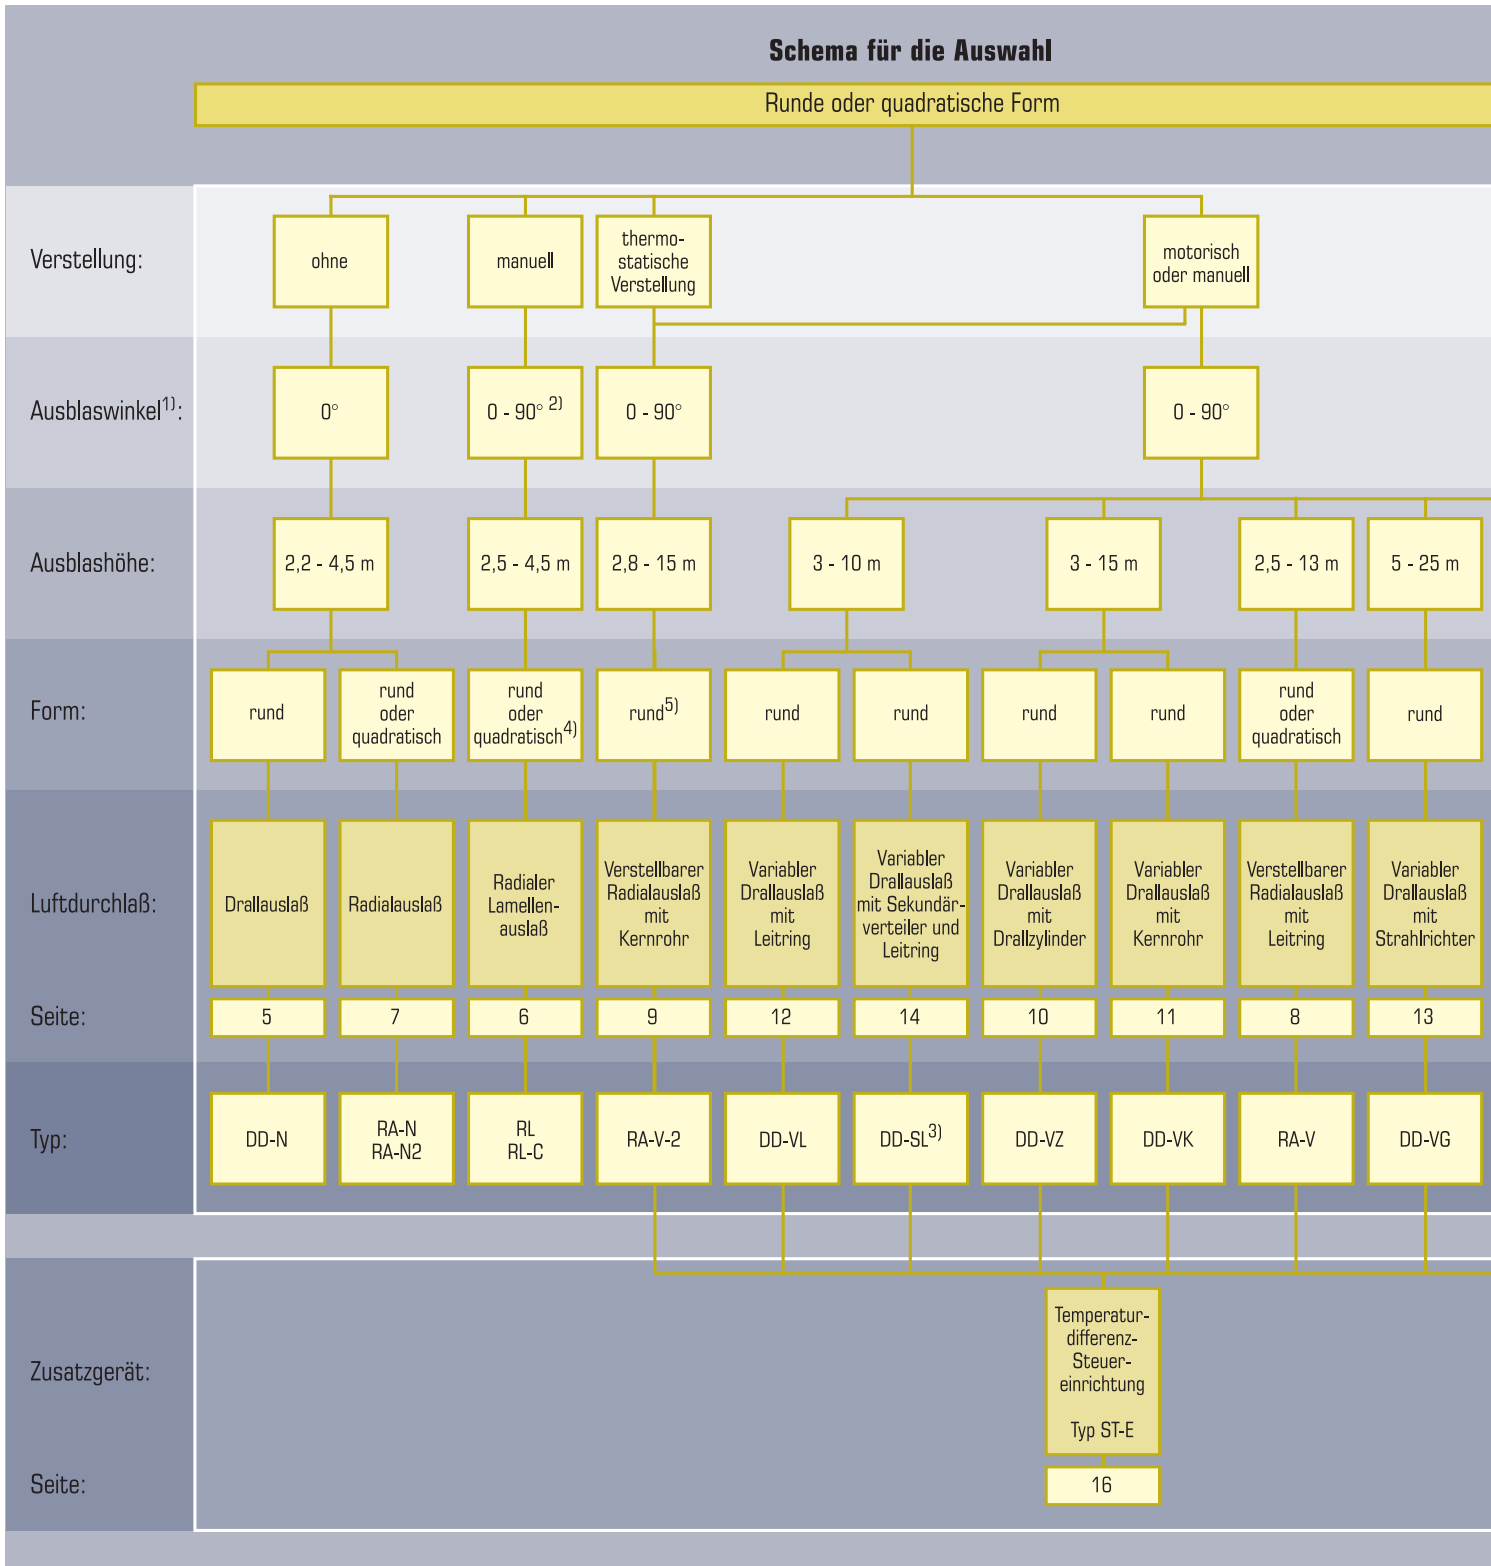 Schema für die Auswahl
Runde oder quadratische Form
Verstellung:
ohne
manuell
thermo-
statische
Verstellung
motorisch
oder manuell
Ausblaswinkel1):
0°
0 - 90° 2)
0 - 90°
0 - 90°
Ausblashöhe:
2,2 - 4,5 m
2,5 - 4,5 m
2,8 - 15 m
3 - 10 m
3 - 15 m
2,5 - 13 m
5 - 25 m
Form:
rund
rund
oder
quadratisch
rund
oder
quadratisch4)
rund5)
rund
rund
rund
rund
rund
oder
quadratisch
rund
Luftdurchlaß:
Drallauslaß
Radialauslaß
Radialer
Lamellen-
auslaß
Verstellbarer
Radialauslaß
mit
Kernrohr
Variabler
Drallauslaß
mit
Leitring
Variabler
Drallauslaß
mit Sekundär-
verteiler und
Leitring
Variabler
Drallauslaß
mit
Drallzylinder
Variabler
Drallauslaß
mit
Kernrohr
Verstellbarer
Radialauslaß
mit
Leitring
Variabler
Drallauslaß
mit
Strahlrichter
Seite:
5
7
6
9
12
14
10
11
8
13
Typ:
DD-N
RA-N
RA-N2
RL
RL-C
RA-V-2
DD-VL
DD-SL3)
DD-VZ
DD-VK
RA-V
DD-VG
Zusatzgerät:
Temperatur-
differenz-
Steuer-
einrichtung
Typ ST-E
Seite:
16